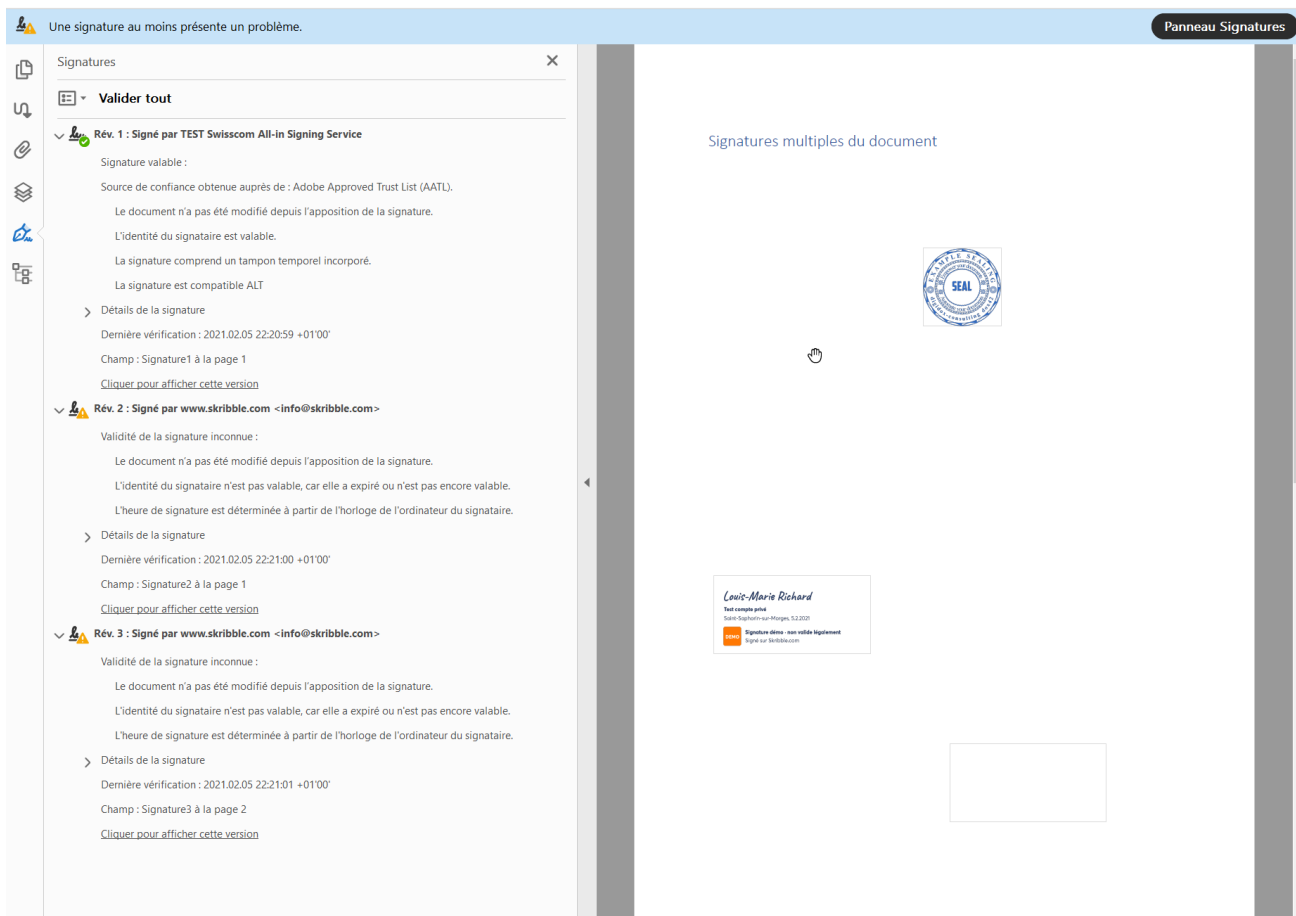 Une signature au moins présente un problème.
Panneau Signatures
Signatures
Valider tout
Rév. 1 : Signé par TEST Swisscom All-in Signing Service
Signature valable :
Source de confiance obtenue auprès de : Adobe Approved Trust List (AATL).
Le document n'a pas été modifié depuis l'apposition de la signature.
L'identité du signataire est valable.
La signature comprend un tampon temporel incorporé.
La signature est compatible ALT
Détails de la signature
Dernière vérification : 2021.02.05 22:20:59 +01'00'
Champ : Signature1 à la page 1
Cliquer pour afficher cette version
Rév. 2 : Signé par www.skribble.com <info@skribble.com>
Validité de la signature inconnue :
Le document n'a pas été modifié depuis l'apposition de la signature.
L'identité du signataire n'est pas valable, car elle a expiré ou n'est pas encore valable.
L'heure de signature est déterminée à partir de l'horloge de l'ordinateur du signataire.
Détails de la signature
Dernière vérification : 2021.02.05 22:21:00 +01'00'
Champ : Signature2 à la page 1
Cliquer pour afficher cette version
Rév. 3 : Signé par www.skribble.com <info@skribble.com>
Validité de la signature inconnue :
Le document n'a pas été modifié depuis l'apposition de la signature.
L'identité du signataire n'est pas valable, car elle a expiré ou n'est pas encore valable.
L'heure de signature est déterminée à partir de l'horloge de l'ordinateur du signataire.
Détails de la signature
Dernière vérification : 2021.02.05 22:21:01 +01'00'
Champ : Signature3 à la page 2
Cliquer pour afficher cette version
Signatures multiples du document
EXAMPLE SEALING
SEAL
Louis-Marie Richard
Test compte privé
Saint-Saphorin-sur-Morges, 5.2.2021
DEMO
Signature démo - non valide légalement
Signé sur Skribble.com